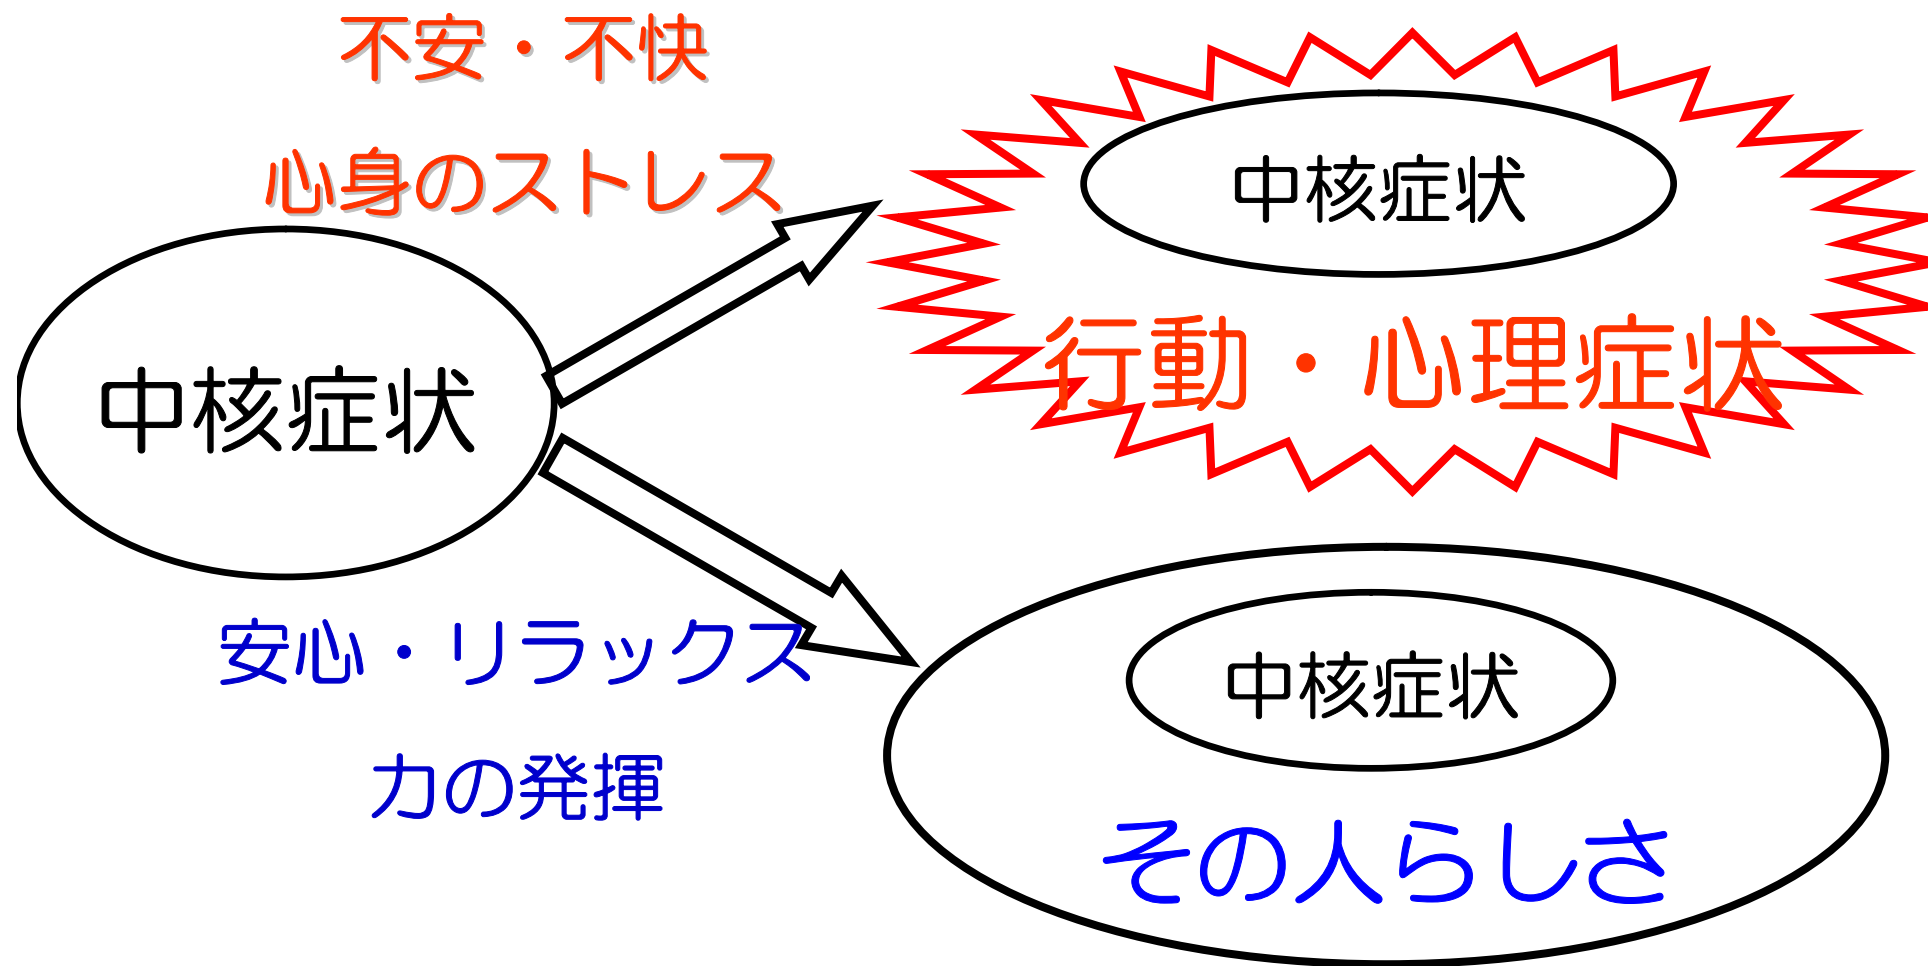 不安・不快
心身のストレス
中核症状
中核症状
行動・心理症状
安心・リラックス
力の発揮
中核症状
その人らしさ